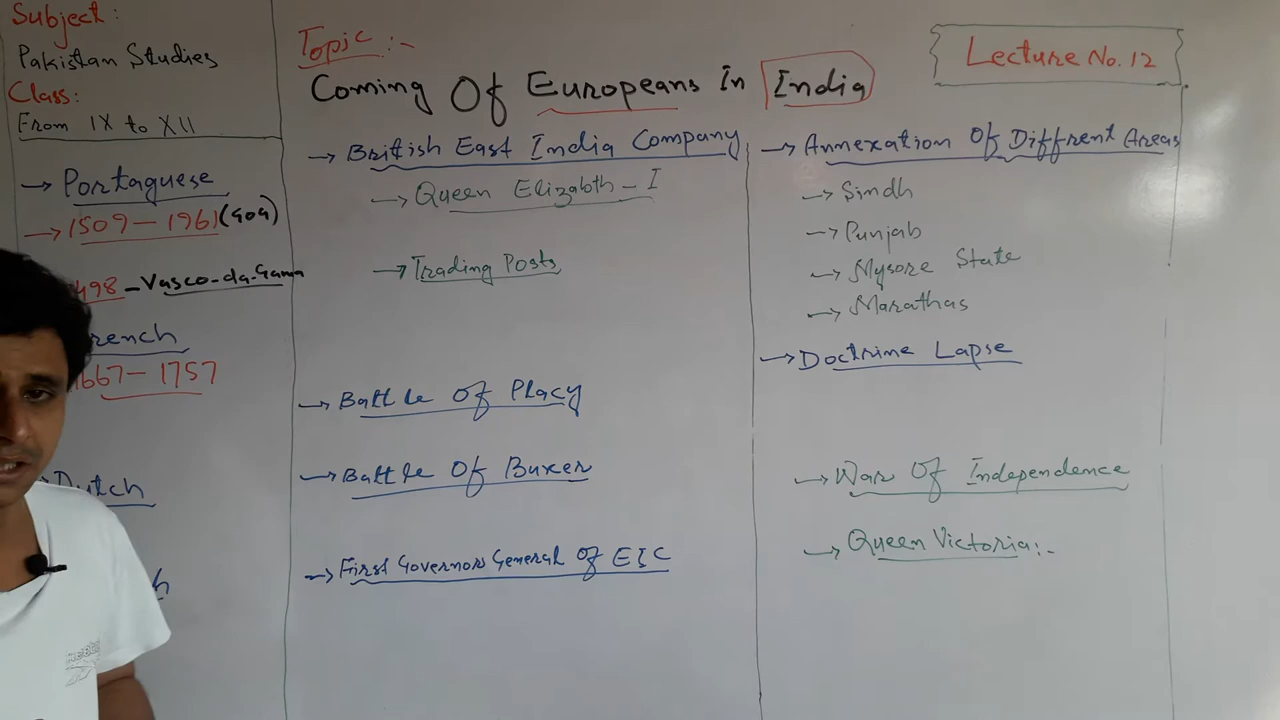 Subject:
Pakistan Studies
Class:
From IX to XII
→ Portaguese
→ 1509 - 1961 (GOA)
498 - Vasco-da-Gama
rench
1667 - 1757
Dutch
h
Topic:-
Coming Of Europeans In India
→ British East India Company
→ Queen Elizabth - I
→ Trading Posts
→ Battle Of Placy
→ Battle Of Buxer
→ First Governors General Of EIC
Lecture No. 12
→ Annexation Of Diffrent Areas
→ Sindh
→ Punjab
→ Mysore State
→ Marathas
→ Doctrine Lapse
→ War Of Independence
→ Queen Victoria:-